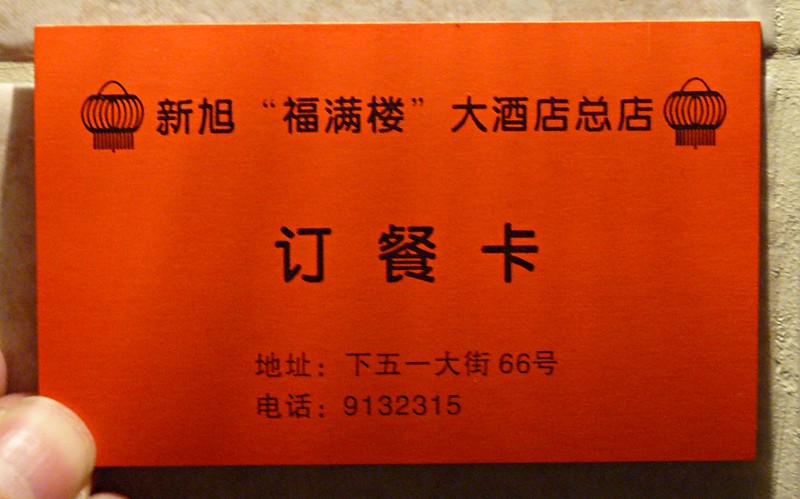 新旭 “福满楼” 大酒店总店
订餐卡
地址：下五一大街 66号
电话：9132315